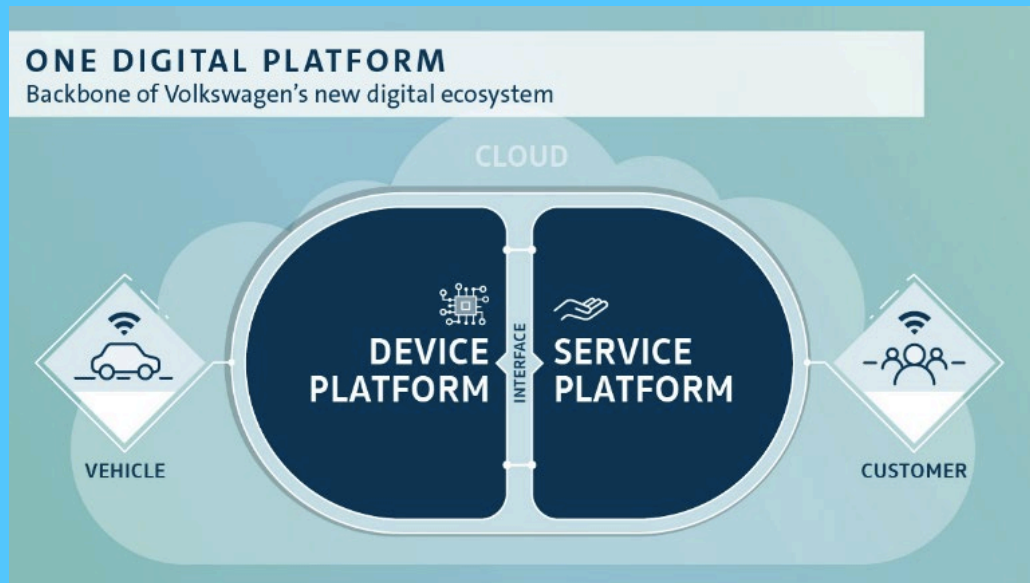 ONE DIGITAL PLATFORM
Backbone of Volkswagen's new digital ecosystem
CLOUD
DEVICE
PLATFORM
INTERFACE
SERVICE
PLATFORM
VEHICLE
CUSTOMER